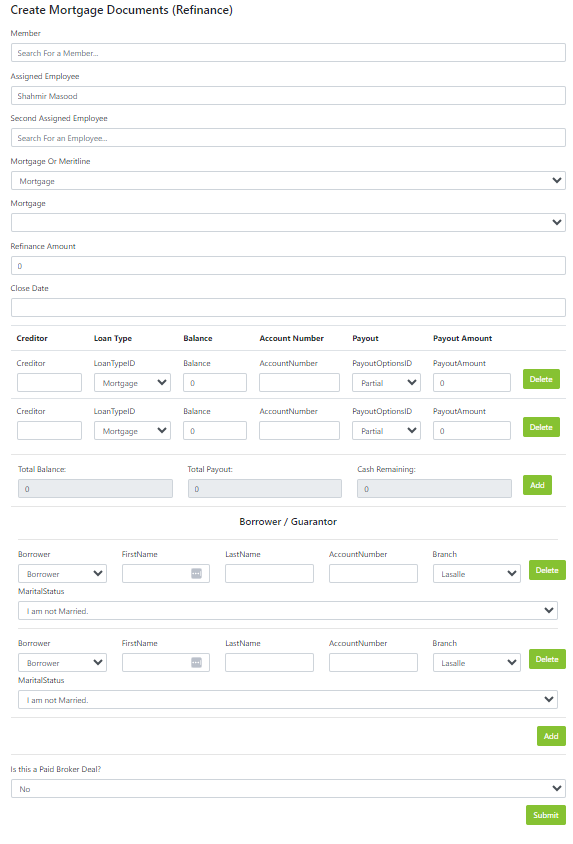 Create Mortgage Documents (Refinance)
Member
Search For a Member...
Assigned Employee
Shahmir Masood
Second Assigned Employee
Search For an Employee...
Mortgage Or Meritline
Mortgage
Mortgage
Refinance Amount
0
Close Date
Creditor Loan Type Balance Account Number Payout Payout Amount
Creditor LoanTypeID Balance AccountNumber PayoutOptionsID PayoutAmount
Mortgage 0 Partial 0 Delete
Creditor LoanTypeID Balance AccountNumber PayoutOptionsID PayoutAmount
Mortgage 0 Partial 0 Delete
Total Balance: Total Payout: Cash Remaining:
0 0 0 Add
Borrower / Guarantor
Borrower FirstName LastName AccountNumber Branch
Borrower Lasalle Delete
MaritalStatus
I am not Married.
Borrower FirstName LastName AccountNumber Branch
Borrower Lasalle Delete
MaritalStatus
I am not Married.
Add
Is this a Paid Broker Deal?
No
Submit